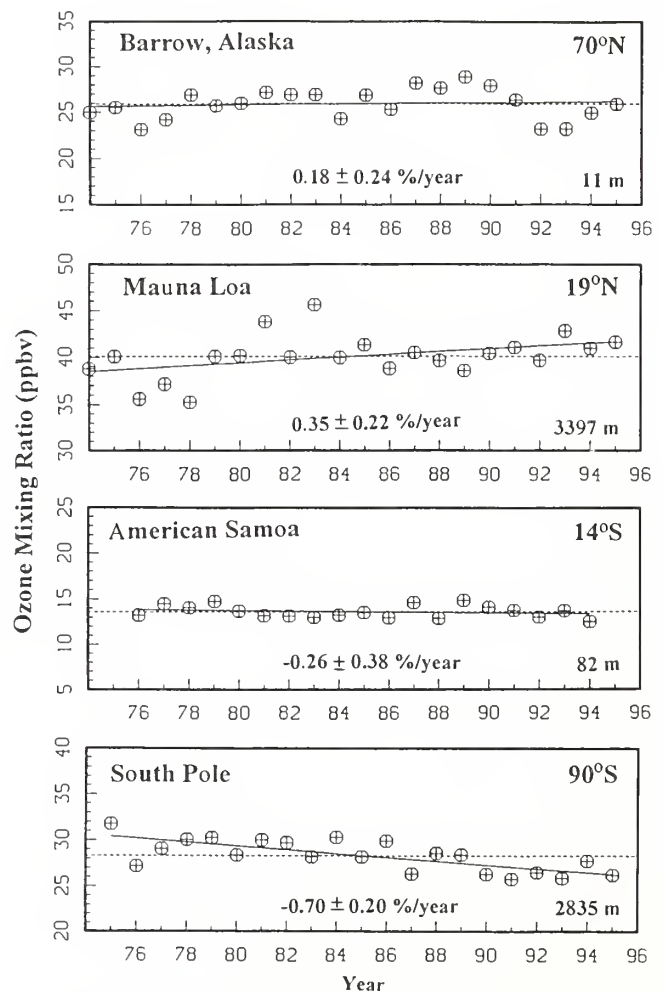 Ozone Mixing Ratio (ppbv)
35
30
25
20
15
Barrow, Alaska 70°N
0.18 ± 0.24 %/year 11 m
76 78 80 82 84 86 88 90 92 94 96
50
45
40
35
30
Mauna Loa 19°N
0.35 ± 0.22 %/year 3397 m
76 78 80 82 84 86 88 90 92 94 96
25
20
15
10
5
American Samoa 14°S
-0.26 ± 0.38 %/year 82 m
76 78 80 82 84 86 88 90 92 94 96
40
35
30
25
20
South Pole 90°S
-0.70 ± 0.20 %/year 2835 m
76 78 80 82 84 86 88 90 92 94 96
Year